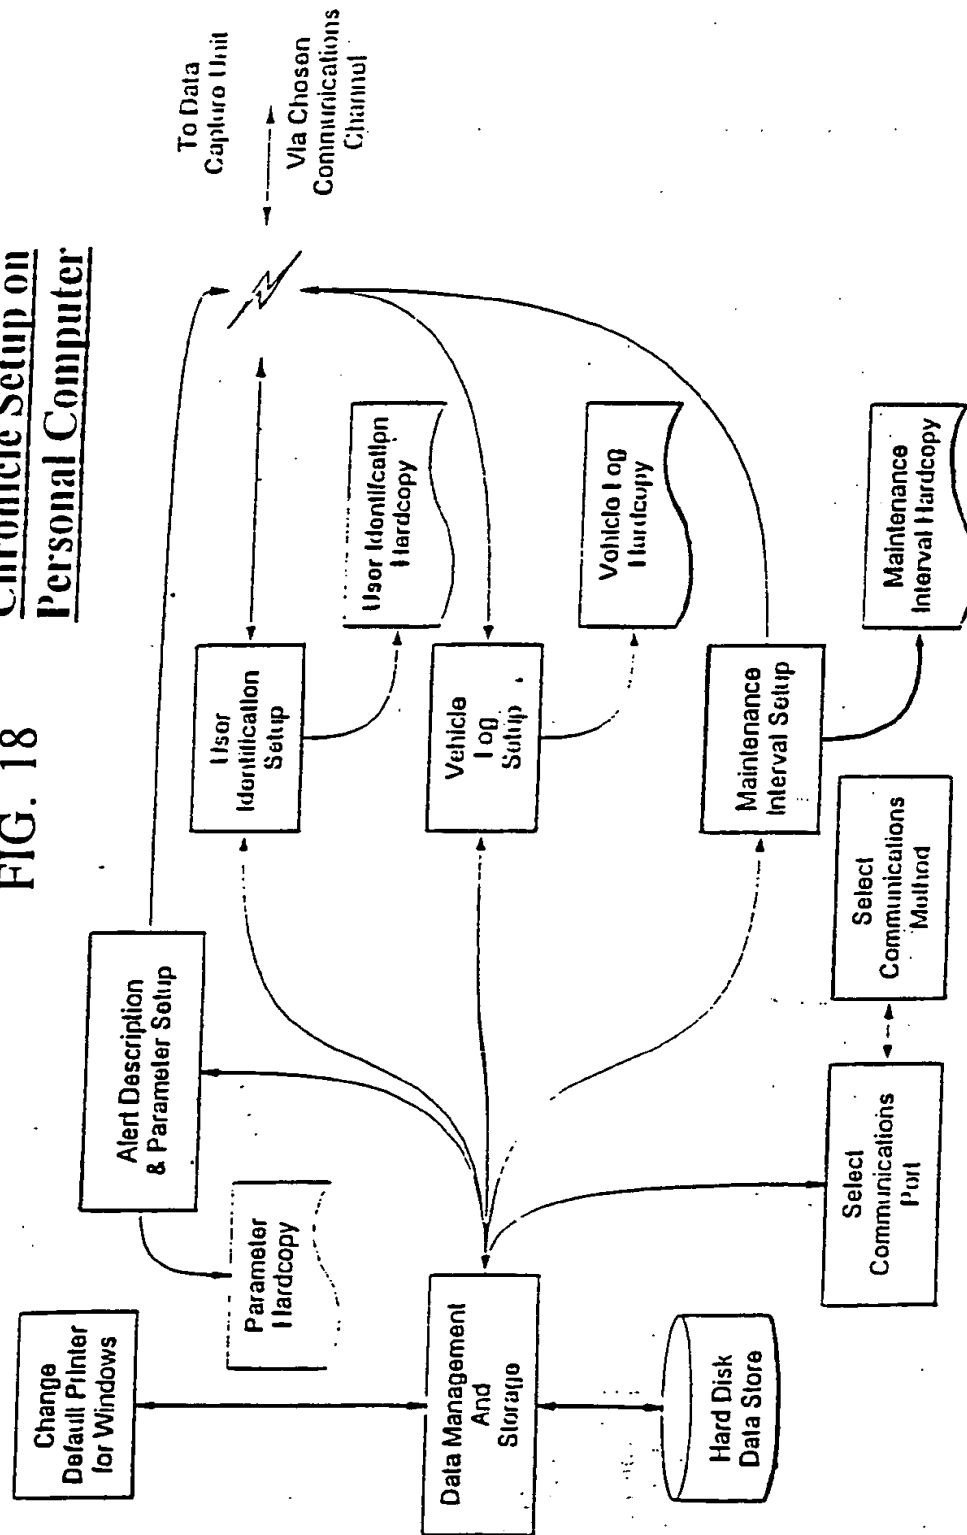 FIG. 18
Chronicle Setup on
Personal Computer
Change
Default Printer
for Windows
Parameter
Hardcopy
Alert Description
& Parameter Setup
To Data
Capture Unit
Via Chosen
Communications
Channel
User
Identification
Setup
User Identification
Hardcopy
Data Management
And
Storage
Vehicle
Log
Setup
Vehicle Log
Hardcopy
Hard Disk
Data Store
Maintenance
Interval Setup
Maintenance
Interval Hardcopy
Select
Communications
Port
Select
Communications
Method